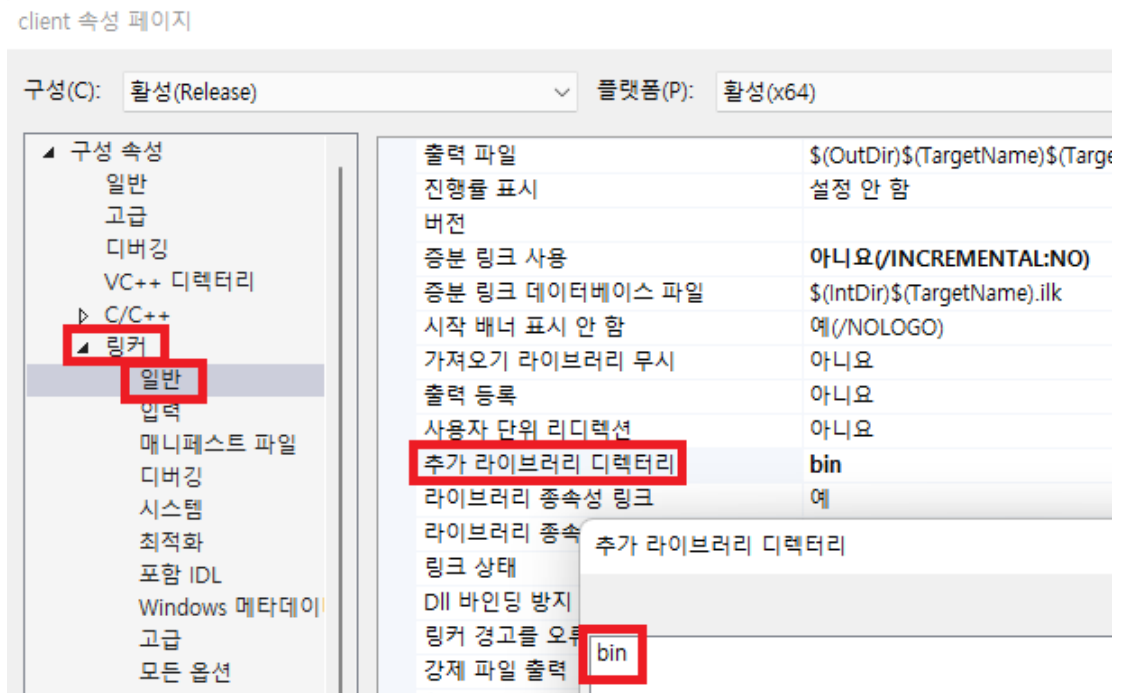 client 속성 페이지
구성(C): 활성(Release) 플랫폼(P): 활성(x64)
구성 속성
일반
고급
디버깅
VC++ 디렉터리
C/C++
링커
일반
입력
매니페스트 파일
디버깅
시스템
최적화
포함 IDL
Windows 메타데이
고급
모든 옵션
출력 파일 $(OutDir)$(TargetName)$(Targe
진행률 표시 설정 안 함
버전
증분 링크 사용 아니요(/INCREMENTAL:NO)
증분 링크 데이터베이스 파일 $(IntDir)$(TargetName).ilk
시작 배너 표시 안 함 예(/NOLOGO)
가져오기 라이브러리 무시 아니요
출력 등록 아니요
사용자 단위 리디렉션 아니요
추가 라이브러리 디렉터리 bin
라이브러리 종속성 링크 예
라이브러리 종속
링크 상태
Dll 바인딩 방지
링커 경고를 오류
강제 파일 출력
추가 라이브러리 디렉터리
bin